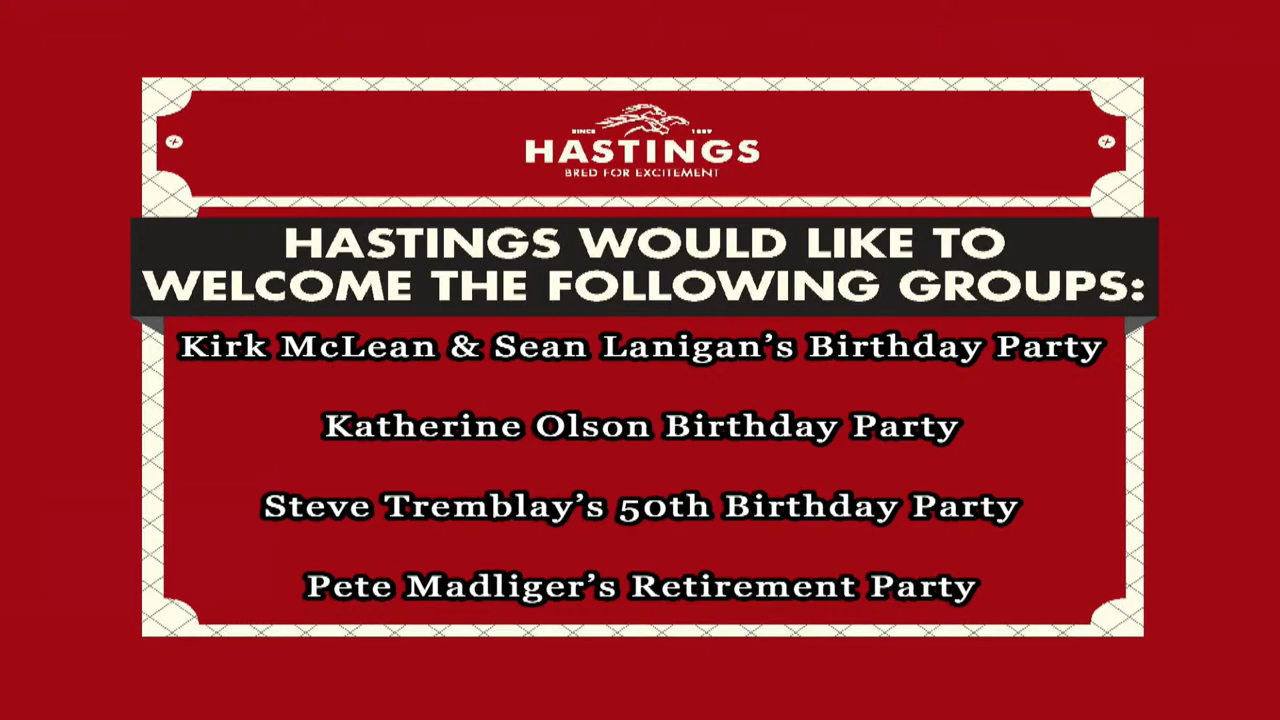 SINCE 1889
HASTINGS
BRED FOR EXCITEMENT
HASTINGS WOULD LIKE TO
WELCOME THE FOLLOWING GROUPS:
Kirk McLean & Sean Lanigan’s Birthday Party
Katherine Olson Birthday Party
Steve Tremblay’s 50th Birthday Party
Pete Madliger’s Retirement Party